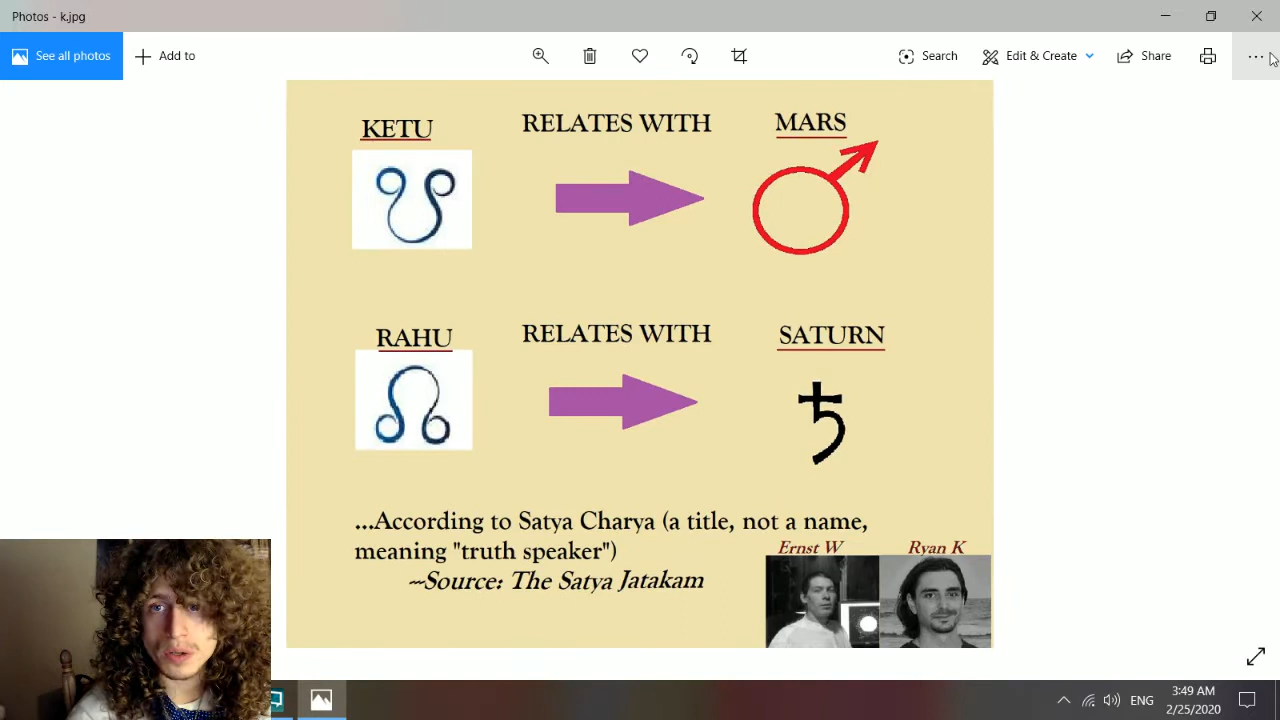 Photos - k.jpg
See all photos
Add to
Search
Edit & Create
Share
KETU
RELATES WITH
MARS
RAHU
RELATES WITH
SATURN
...According to Satya Charya (a title, not a name,
meaning "truth speaker")
~Source: The Satya Jatakam
Ernst W
Ryan K
ENG
3:49 AM
2/25/2020